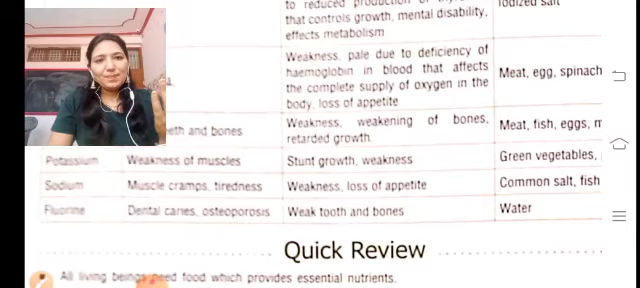 to reduced production of
Iodized salt
that controls growth, mental disability,
effects metabolism
Weakness, pale due to deficiency of
haemoglobin in blood that affects
the complete supply of oxygen in the
body, loss of appetite
Meat, egg, spinach
and bones
Weakness, weakening of bones,
retarded growth
Meat, fish, eggs,
Potassium
Weakness of muscles
Stunt growth, weakness
Green vegetables,
Sodium
Muscle cramps, tiredness
Weakness, loss of appetite
Common salt, fish
Fluorine
Dental caries, osteoporosis
Weak tooth and bones
Water
Quick Review
All living beings need food which provides essential nutrients.